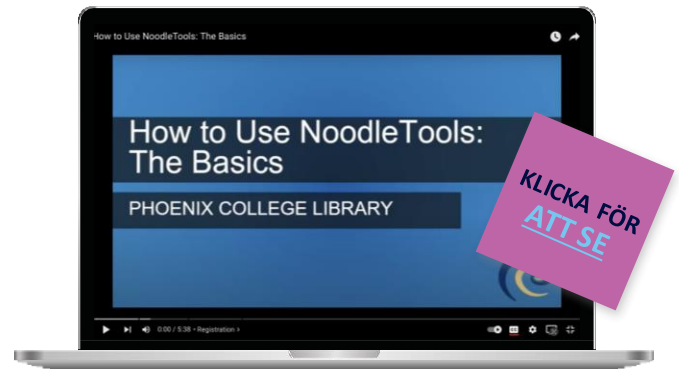 How to Use NoodleTools: The Basics
How to Use NoodleTools:
The Basics
PHOENIX COLLEGE LIBRARY
KLICKA FÖR
ATT SE
0:00 / 5:38 • Registration ›